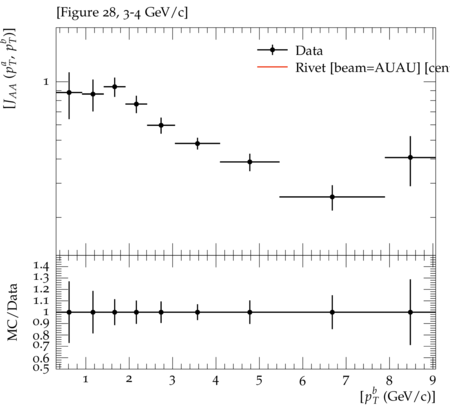 [Figure 28, 3-4 GeV/c]
[J_AA (p_T^a, p_T^b)]
Data
Rivet [beam=AUAU] [cen
1
MC/Data
1.4
1.3
1.2
1.1
1
0.9
0.8
0.7
0.6
0.5
1 2 3 4 5 6 7 8 9
[p_T^b (GeV/c)]